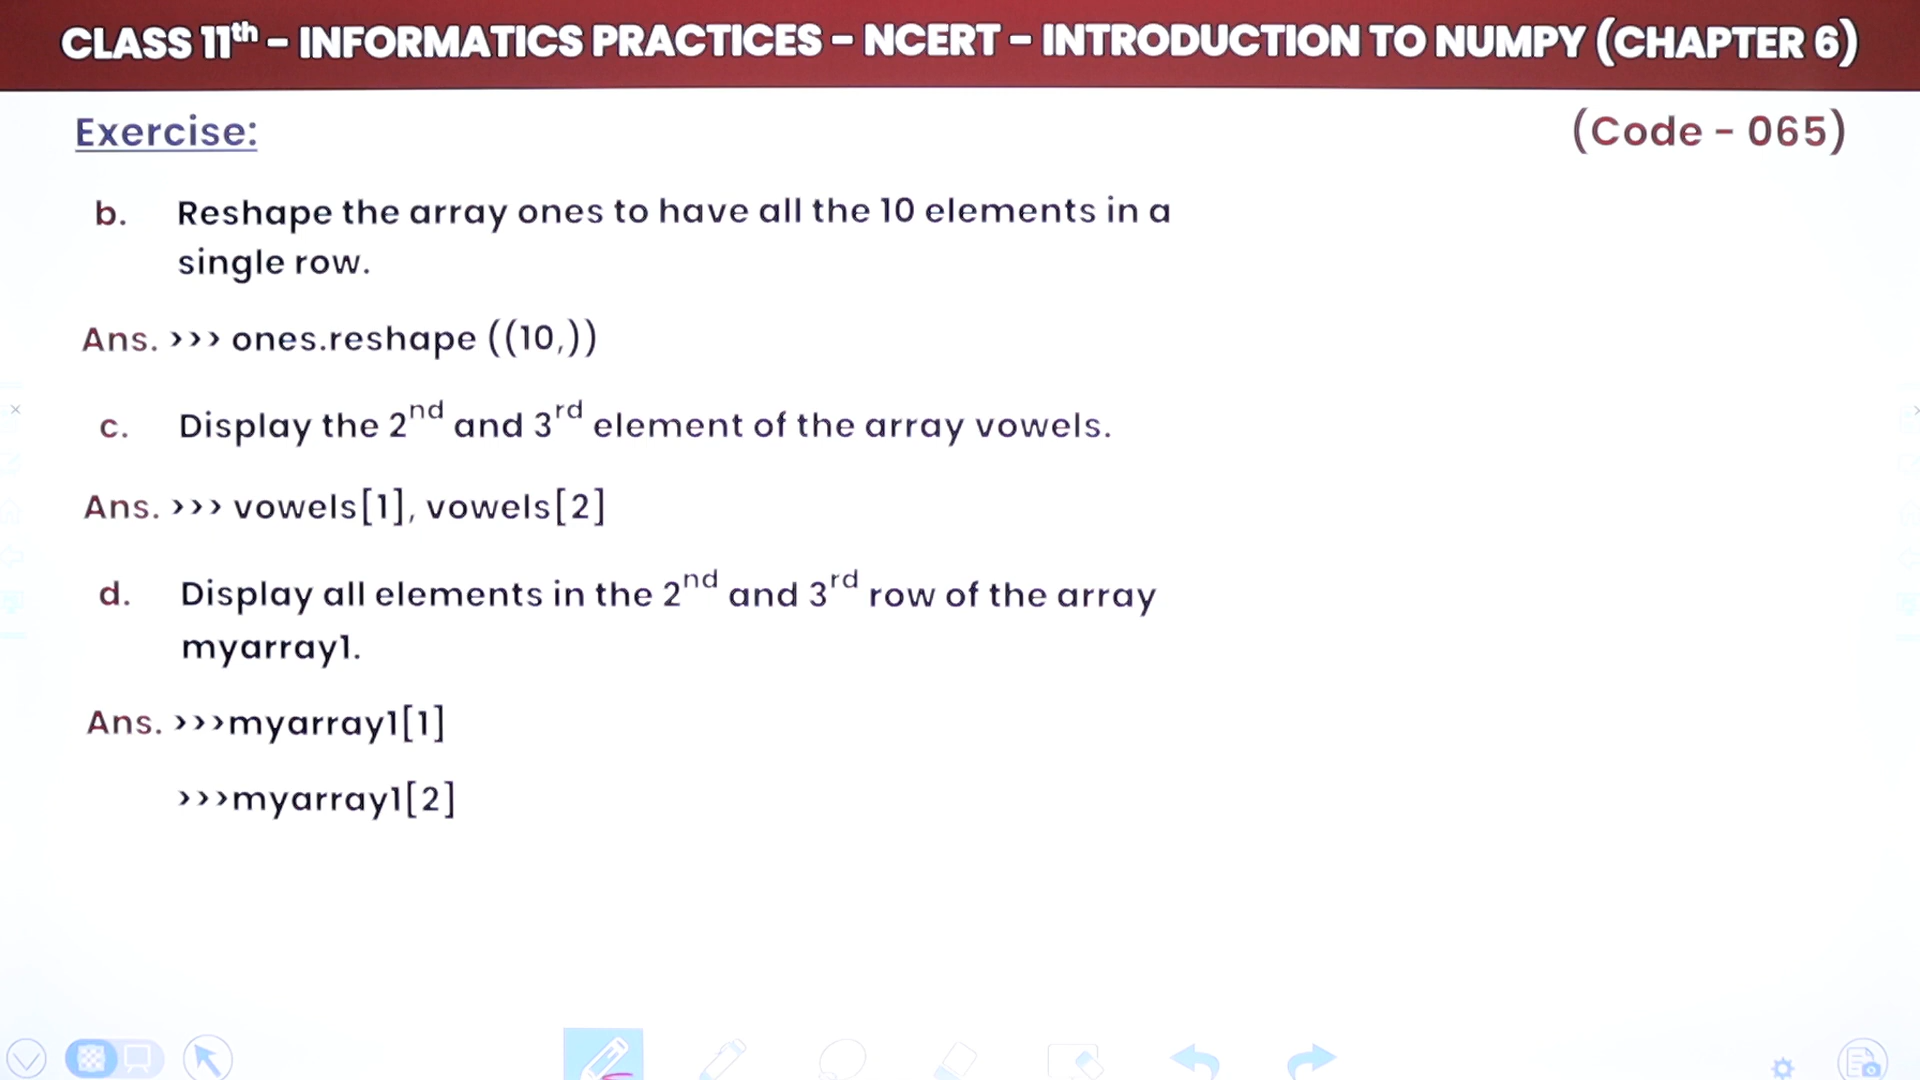 CLASS 11th - INFORMATICS PRACTICES - NCERT - INTRODUCTION TO NUMPY (CHAPTER 6)
Exercise:
(Code - 065)
b. Reshape the array ones to have all the 10 elements in a
single row.
Ans. >>> ones.reshape ((10,))
c. Display the 2nd and 3rd element of the array vowels.
Ans. >>> vowels[1], vowels[2]
d. Display all elements in the 2nd and 3rd row of the array
myarray1.
Ans. >>>myarray1[1]
>>>myarray1[2]